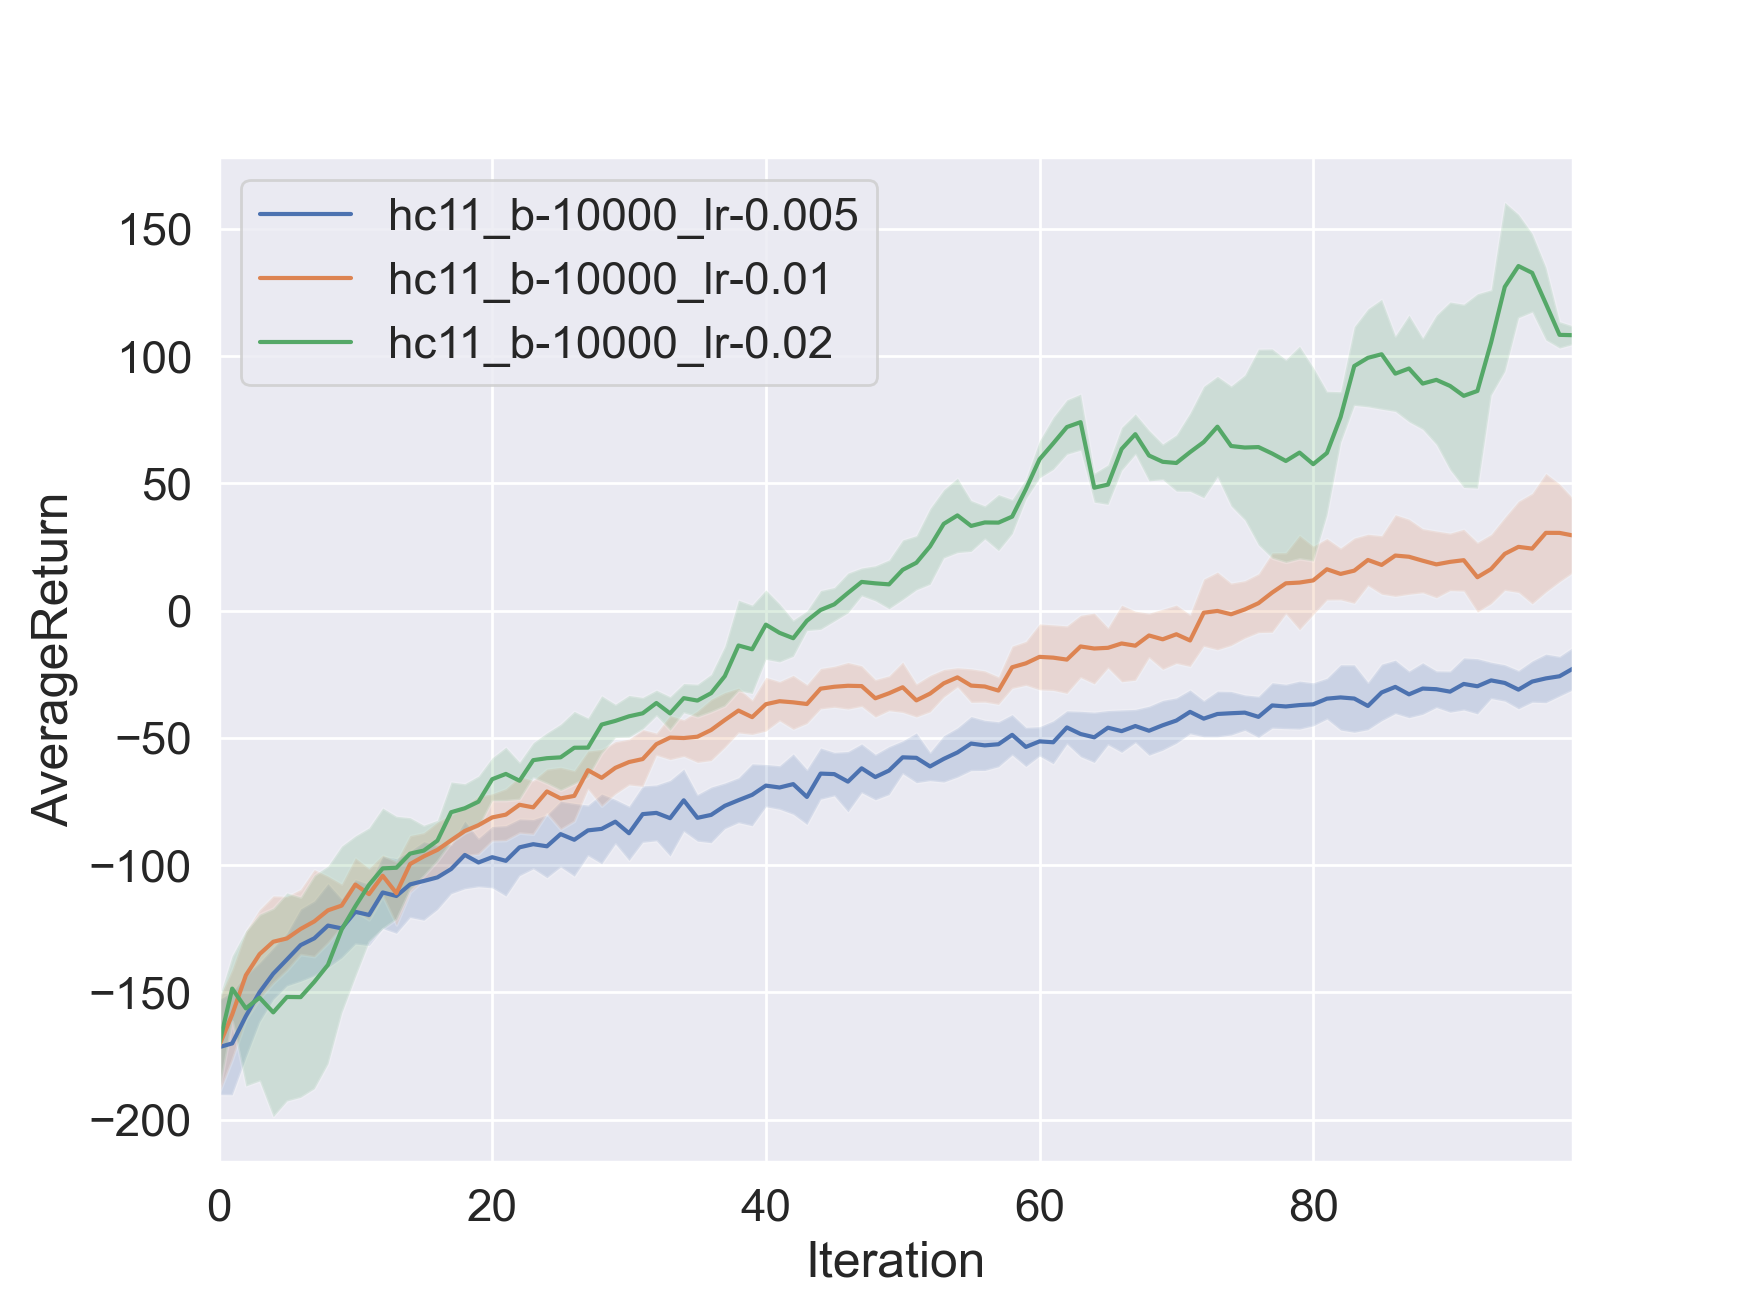 hc11_b-10000_lr-0.005
hc11_b-10000_lr-0.01
hc11_b-10000_lr-0.02
150
100
50
0
−50
−100
−150
−200
AverageReturn
0 20 40 60 80
Iteration